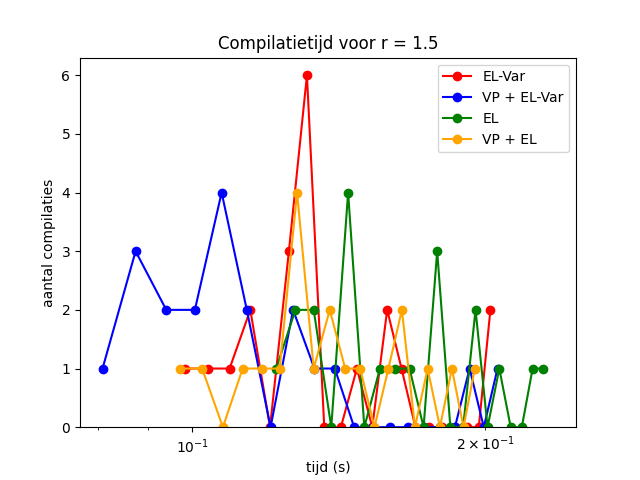 Compilatietijd voor r = 1.5
EL-Var
VP + EL-Var
EL
VP + EL
aantal compilaties
6
5
4
3
2
1
0
10⁻¹
2 × 10⁻¹
tijd (s)